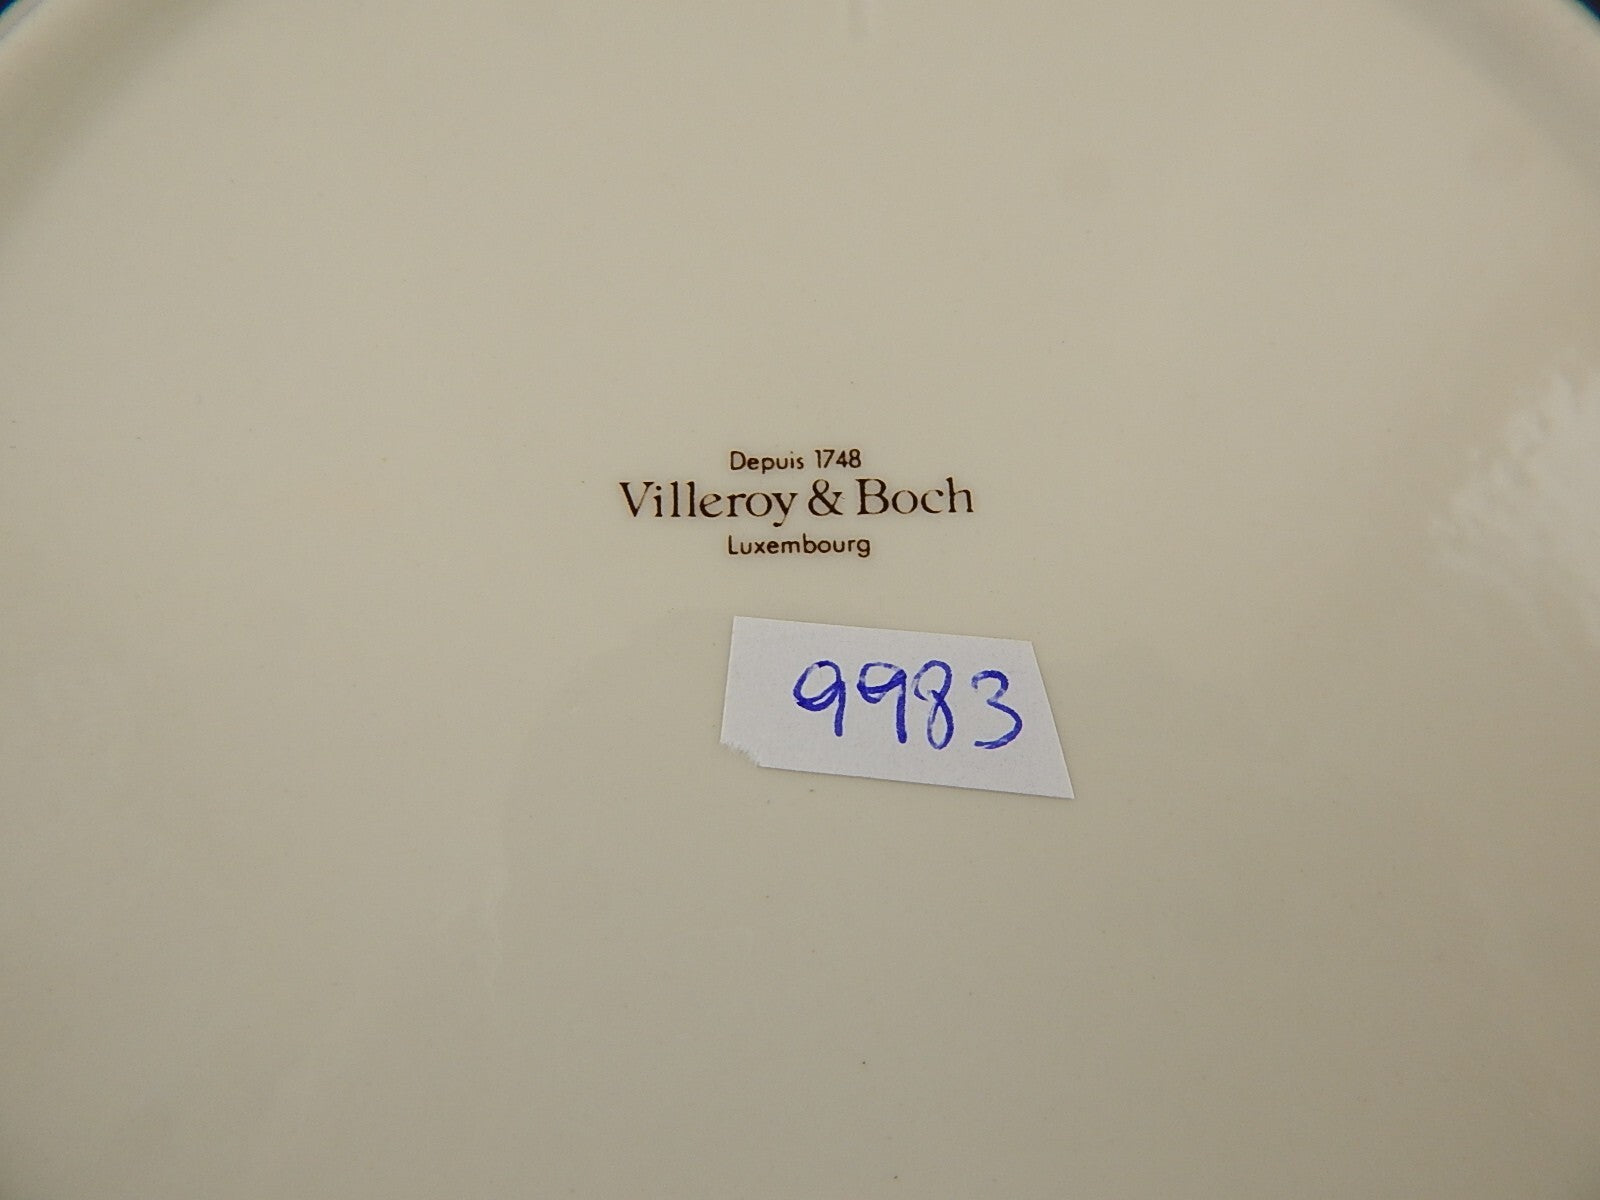 Depuis 1748
Villeroy & Boch
Luxembourg
9983